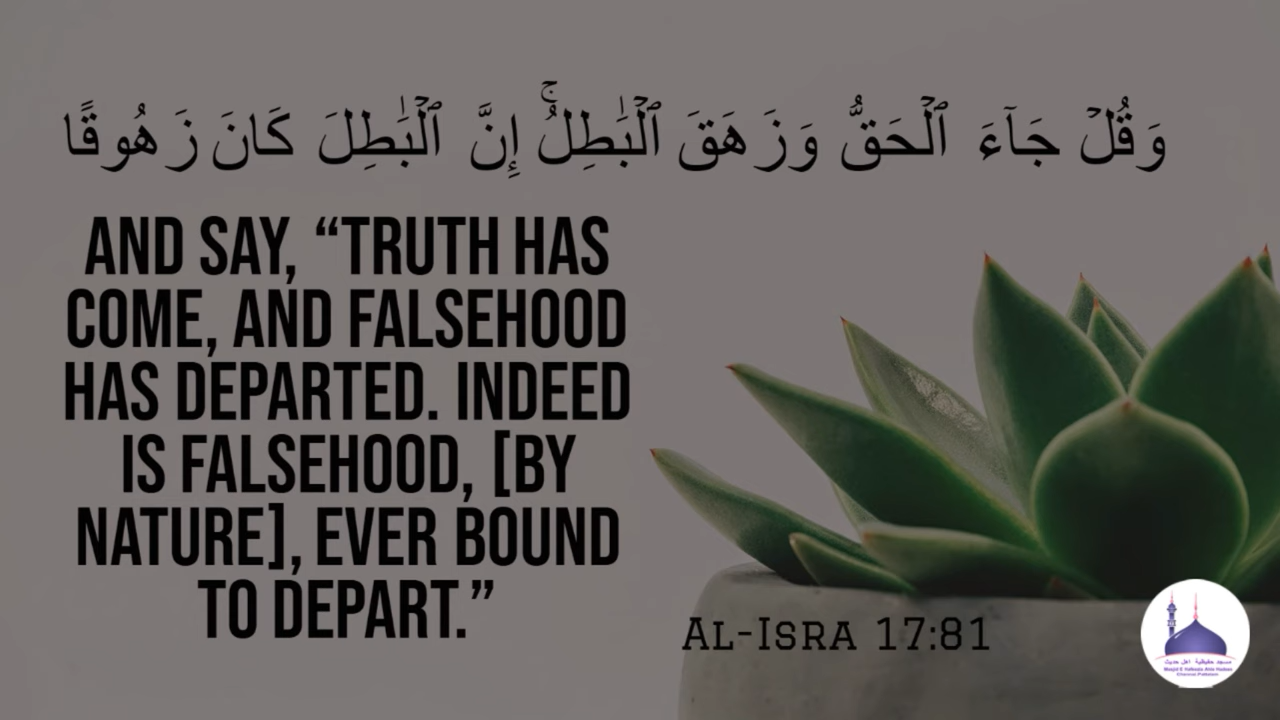 وَقُلۡ جَآءَ ٱلۡحَقُّ وَزَهَقَ ٱلۡبَٰطِلُۚ إِنَّ ٱلۡبَٰطِلَ كَانَ زَهُوقٗا
AND SAY, “TRUTH HAS
COME, AND FALSEHOOD
HAS DEPARTED. INDEED
IS FALSEHOOD, [BY
NATURE], EVER BOUND
TO DEPART.”
AL-ISRA 17:81